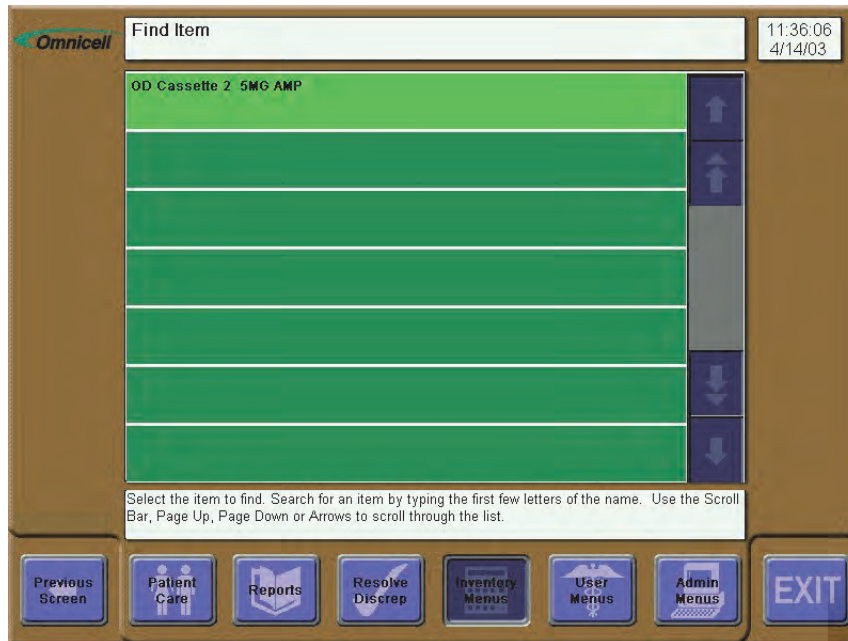 Omnicell
Find Item
11:36:06
4/14/03
OD Cassette 2 5MG AMP
Select the item to find. Search for an item by typing the first few letters of the name. Use the Scroll
Bar, Page Up, Page Down or Arrows to scroll through the list.
Previous
Screen
Patient
Care
Reports
Resolve
Discrep
Inventory
Menus
User
Menus
Admin
Menus
EXIT